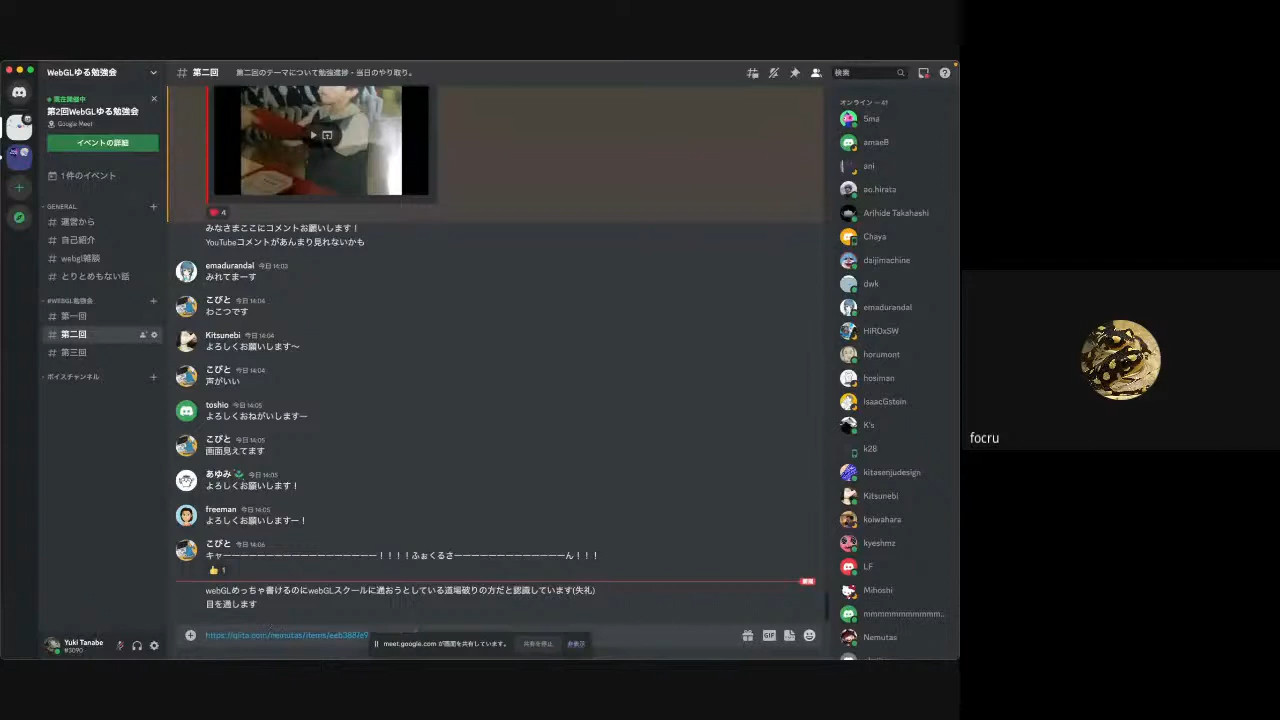 WebGLゆる勉強会
# 第二回 第二回のテーマについて勉強進捗・当日のやり取り。
検索
現在開催中
第2回WebGLゆる勉強会
Google Meet
イベントの詳細
1件のイベント
GENERAL
# 運営から
# 自己紹介
# webgl雑談
# とりとめもない話
#WEBGL勉強会
# 第一回
# 第二回
# 第三回
ボイスチャンネル
Yuki Tanabe
#3090
4
みなさまここにコメントお願いします！
YouTubeコメントがあんまり見れないかも
emadurandal 今日 14:03
みれてまーす
こびと 今日 14:04
わこつです
Kitsunebi 今日 14:04
よろしくお願いします〜
こびと 今日 14:04
声がいい
toshio 今日 14:05
よろしくおねがいしますー
こびと 今日 14:05
画面見えてます
あゆみ 今日 14:05
よろしくお願いします！
freeman 今日 14:05
よろしくお願いしますー！
こびと 今日 14:06
キャーーーーーーーーーーーーーーーーーー！！！！ふぉくるさーーーーーーーーーーーーーん！！！
1
webGLめっちゃ書けるのにwebGLスクールに通おうとしている道場破りの方だと認識しています(失礼)
目を通します
https://qiita.com/nemutas/items/
meet.google.com が画面を共有しています。 共有を停止 非表示
GIF
オンライン — 41
5ma
amaeB
ani
ao.hirata
Arihide Takahashi
Chaya
daijimachine
dwk
emadurandal
HIROxSW
horumont
hosiman
IsaacGstein
K's
k28
kitasenjudesign
Kitsunebi
koiwahara
kyeshmz
LF
Mihoshi
mmmmmmmmmm...
Nemutas
focru